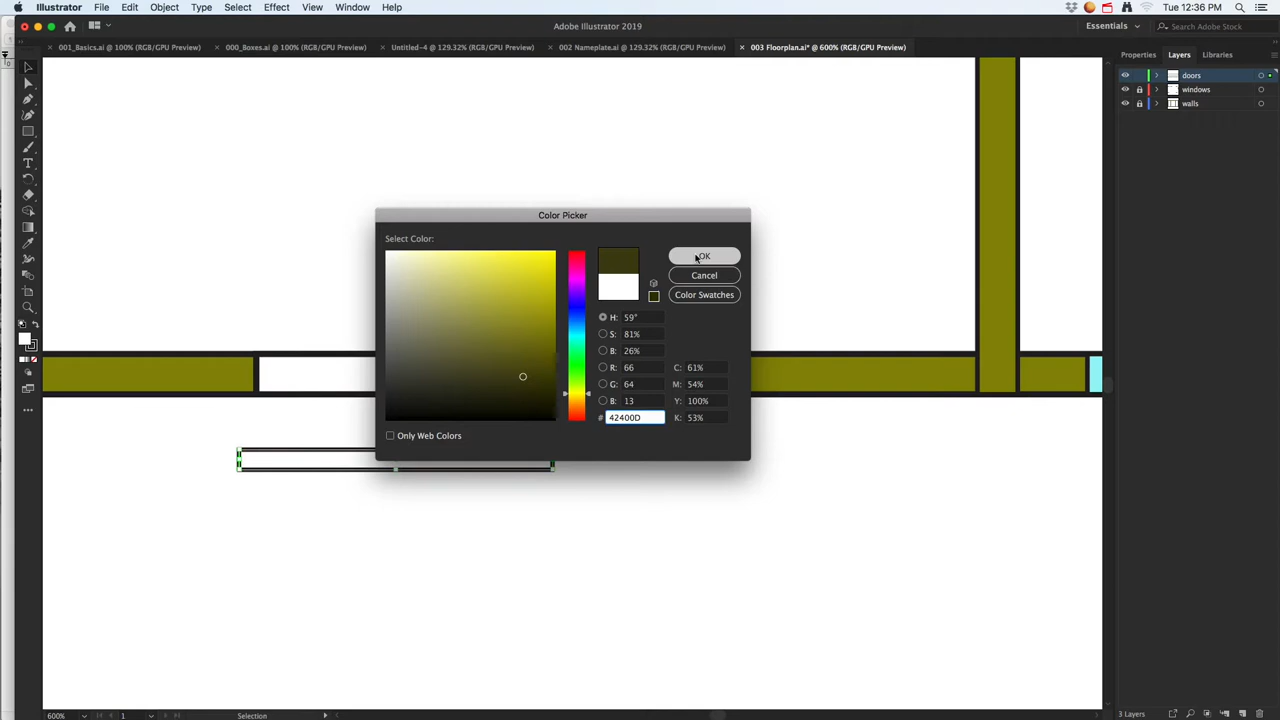 Illustrator File Edit Object Type Select Effect View Window Help Tue 12:36 PM
Adobe Illustrator 2019 Essentials Search Adobe Stock
001_Basics.ai @ 100% (RGB/GPU Preview) 000_Boxes.ai @ 100% (RGB/GPU Preview) Untitled-4 @ 129.32% (RGB/GPU Preview) 002 Nameplate.ai @ 129.32% (RGB/GPU Preview) 003 Floorplan.ai* @ 600% (RGB/GPU Preview)
Properties Layers Libraries
doors
windows
walls
Color Picker
Select Color:
OK
Cancel
Color Swatches
H: 59°
S: 81%
B: 26%
R: 66 C: 61%
G: 64 M: 54%
B: 13 Y: 100%
# 42400D K: 53%
Only Web Colors
600% 1 Selection 3 Layers